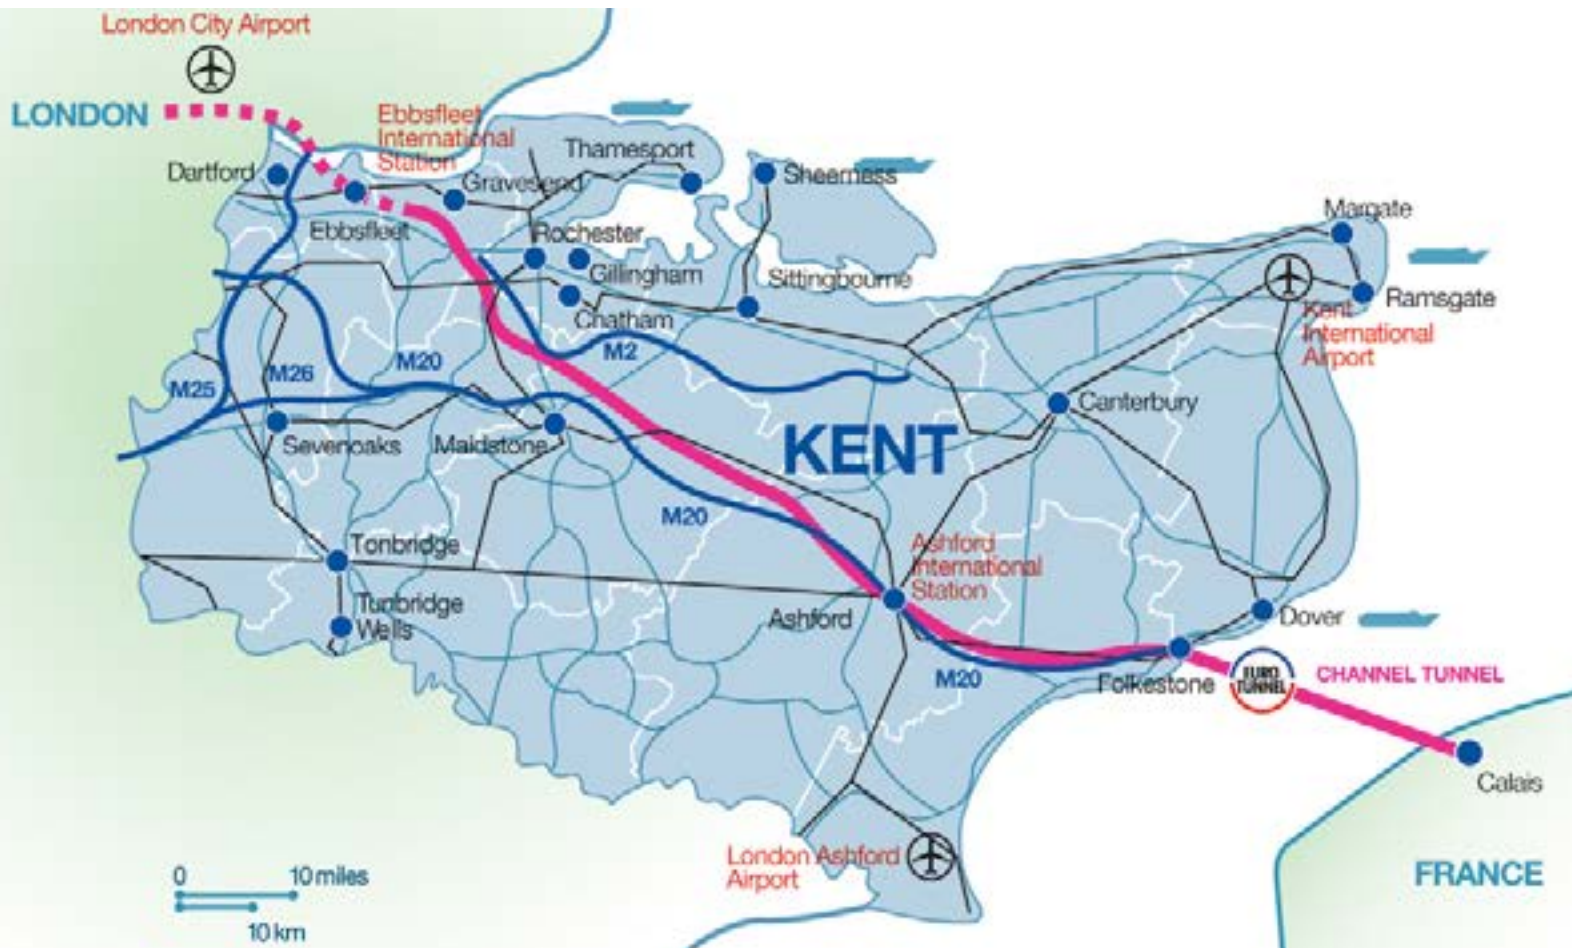 London City Airport
LONDON
Ebbsfleet
International
Station
Dartford
Thamesport
Sheerness
Gravesend
Ebbsfleet
Rochester
Gillingham
Sittingbourne
Chatham
Margate
Ramsgate
Kent
International
Airport
M2
M20
M26
M25
Canterbury
KENT
Sevenoaks
Maidstone
M20
Tonbridge
Ashford
International
Station
Tunbridge
Wells
Ashford
Dover
M20
Folkestone
EURO
TUNNEL
CHANNEL TUNNEL
Calais
London Ashford
Airport
FRANCE
0
10 miles
10 km